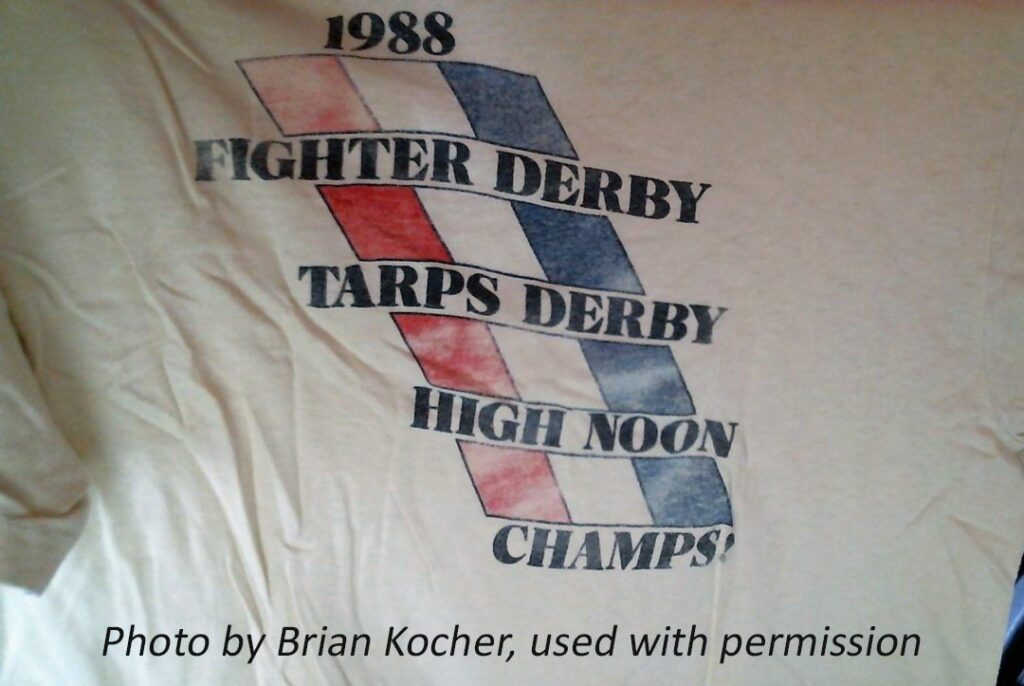 1988
FIGHTER DERBY
TARPS DERBY
HIGH NOON
CHAMPS!
Photo by Brian Kocher, used with permission